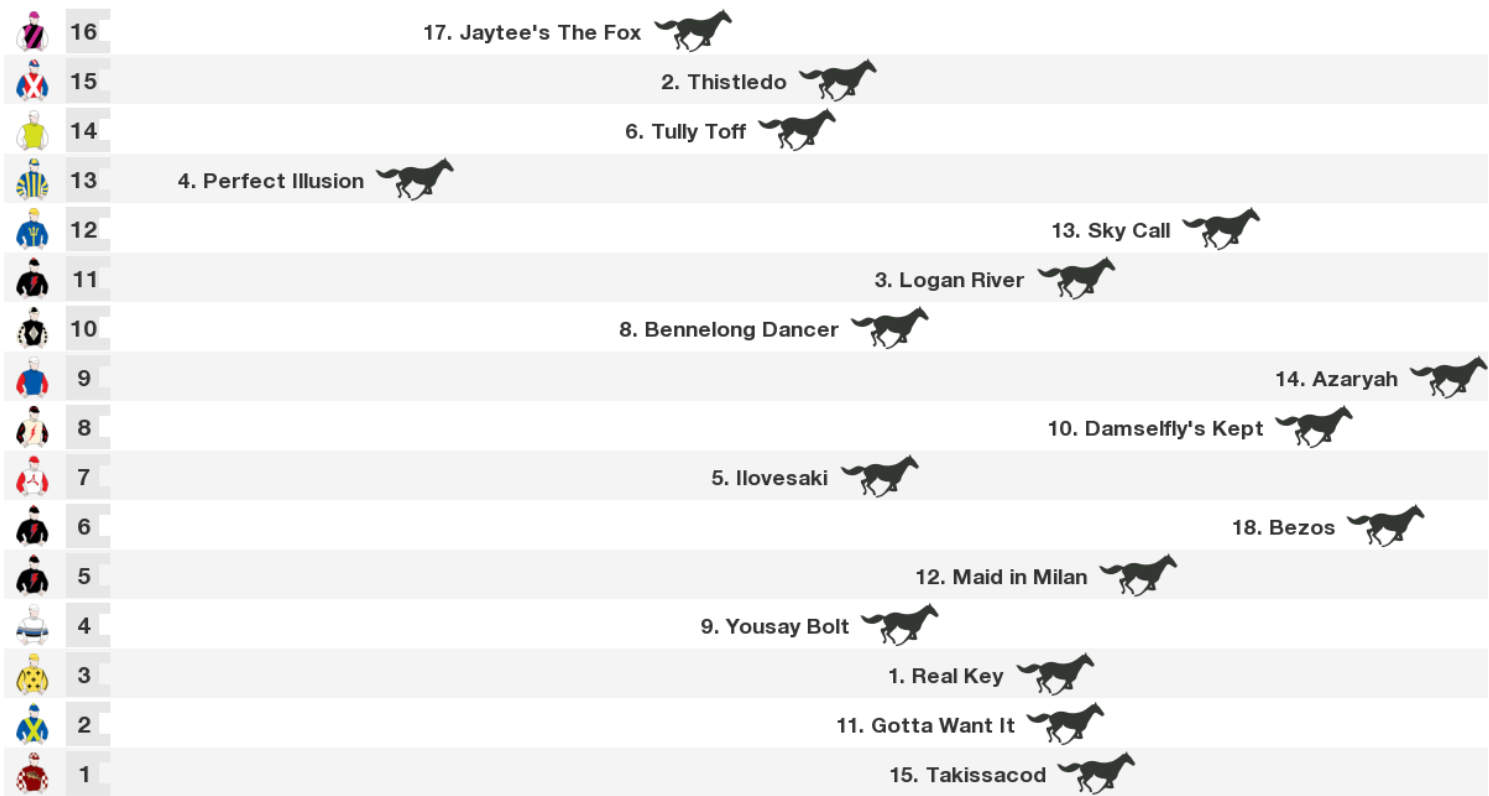 16 17. Jaytee's The Fox
15 2. Thistledo
14 6. Tully Toff
13 4. Perfect Illusion
12 13. Sky Call
11 3. Logan River
10 8. Bennelong Dancer
9 14. Azaryah
8 10. Damselfly's Kept
7 5. Ilovesaki
6 18. Bezos
5 12. Maid in Milan
4 9. Yousay Bolt
3 1. Real Key
2 11. Gotta Want It
1 15. Takissacod